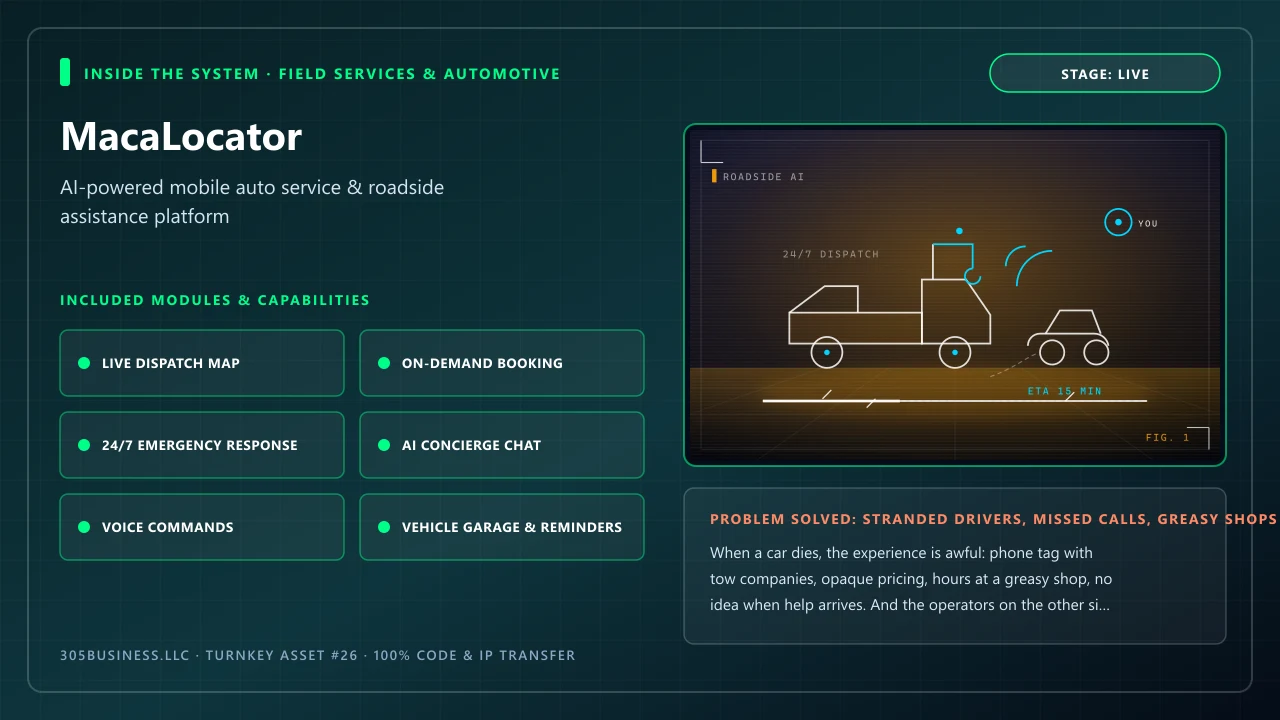 INSIDE THE SYSTEM · FIELD SERVICES & AUTOMOTIVE
STAGE: LIVE
MacaLocator
AI-powered mobile auto service & roadside
assistance platform
INCLUDED MODULES & CAPABILITIES
LIVE DISPATCH MAP
ON-DEMAND BOOKING
24/7 EMERGENCY RESPONSE
AI CONCIERGE CHAT
VOICE COMMANDS
VEHICLE GARAGE & REMINDERS
305BUSINESS.LLC · TURNKEY ASSET #26 · 100% CODE & IP TRANSFER
ROADSIDE AI
YOU
24/7 DISPATCH
ETA 15 MIN
FIG. 1
PROBLEM SOLVED: STRANDED DRIVERS, MISSED CALLS, GREASY SHOPS
When a car dies, the experience is awful: phone tag with
tow companies, opaque pricing, hours at a greasy shop, no
idea when help arrives. And the operators on the other si...